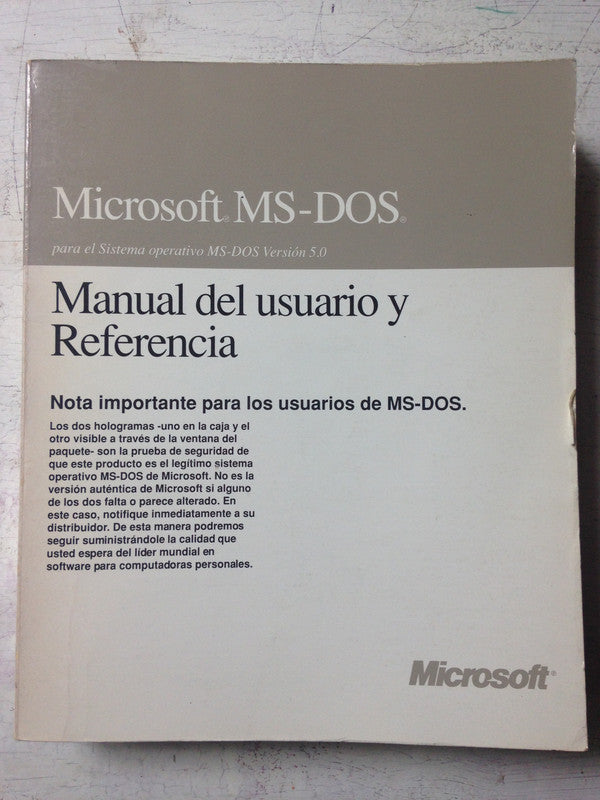 Microsoft® MS-DOS®
para el Sistema operativo MS-DOS Versión 5.0
Manual del usuario y
Referencia
Nota importante para los usuarios de MS-DOS.
Los dos hologramas -uno en la caja y el
otro visible a través de la ventana del
paquete- son la prueba de seguridad de
que este producto es el legítimo sistema
operativo MS-DOS de Microsoft. No es la
versión auténtica de Microsoft si alguno
de los dos falta o parece alterado. En
este caso, notifique inmediatamente a su
distribuidor. De esta manera podremos
seguir suministrándole la calidad que
usted espera del líder mundial en
software para computadoras personales.
Microsoft®